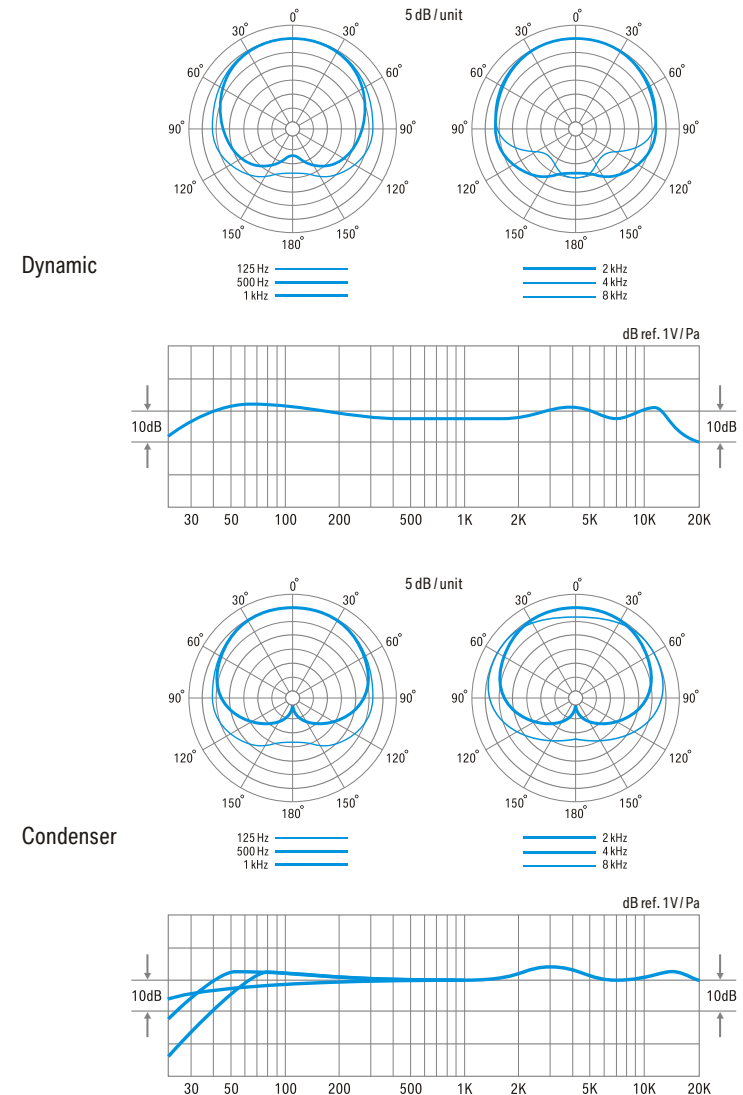 0° 5 dB / unit 0°
30° 30° 30° 30°
60° 60° 60° 60°
90° 90° 90° 90°
120° 120° 120° 120°
150° 150° 150° 150°
180° 180°
Dynamic
125 Hz 2 kHz
500 Hz 4 kHz
1 kHz 8 kHz
dB ref. 1 V / Pa
10dB 10dB
30 50 100 200 500 1K 2K 5K 10K 20K
0° 5 dB / unit 0°
30° 30° 30° 30°
60° 60° 60° 60°
90° 90° 90° 90°
120° 120° 120° 120°
150° 150° 150° 150°
180° 180°
Condenser
125 Hz 2 kHz
500 Hz 4 kHz
1 kHz 8 kHz
dB ref. 1 V / Pa
10dB 10dB
30 50 100 200 500 1K 2K 5K 10K 20K